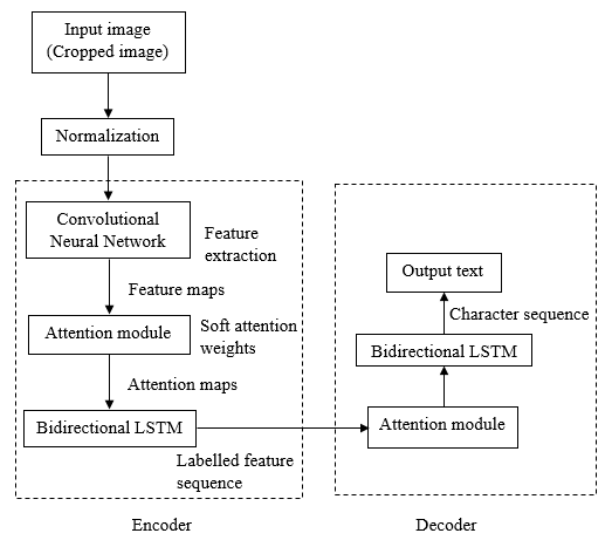 Input image
(Cropped image)
Normalization
Convolutional
Neural Network
Feature
extraction
Feature maps
Attention module
Soft attention
weights
Attention maps
Bidirectional LSTM
Labelled feature
sequence
Encoder
Output text
Character sequence
Bidirectional LSTM
Attention module
Decoder